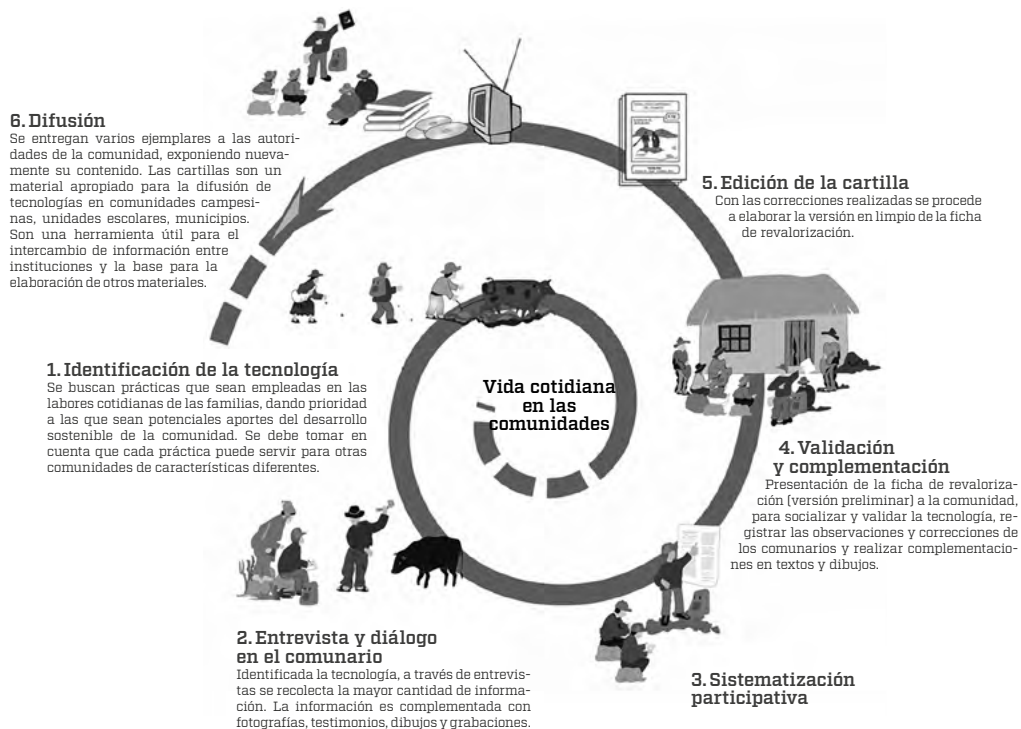 6. Difusión
Se entregan varios ejemplares a las autori-
dades de la comunidad, exponiendo nueva-
mente su contenido. Las cartillas son un
material apropiado para la difusión de
tecnologías en comunidades campesi-
nas, unidades escolares, municipios.
Son una herramienta útil para el
intercambio de información entre
instituciones y la base para la
elaboración de otros materiales.
5. Edición de la cartilla
Con las correcciones realizadas se procede
a elaborar la versión en limpio de la ficha
de revalorización.
1. Identificación de la tecnología
Se buscan prácticas que sean empleadas en las
labores cotidianas de las familias, dando prioridad
a las que sean potenciales aportes del desarrollo
sostenible de la comunidad. Se debe tomar en
cuenta que cada práctica puede servir para otras
comunidades de características diferentes.
Vida cotidiana
en las
comunidades
4. Validación
y complementación
Presentación de la ficha de revaloriza-
ción (versión preliminar) a la comunidad,
para socializar y validar la tecnología, re-
gistrar las observaciones y correcciones de
los comunarios y realizar complementacio-
nes en textos y dibujos.
2. Entrevista y diálogo
en el comunario
Identificada la tecnología, a través de entrevis-
tas se recolecta la mayor cantidad de informa-
ción. La información es complementada con
fotografías, testimonios, dibujos y grabaciones.
3. Sistematización
participativa